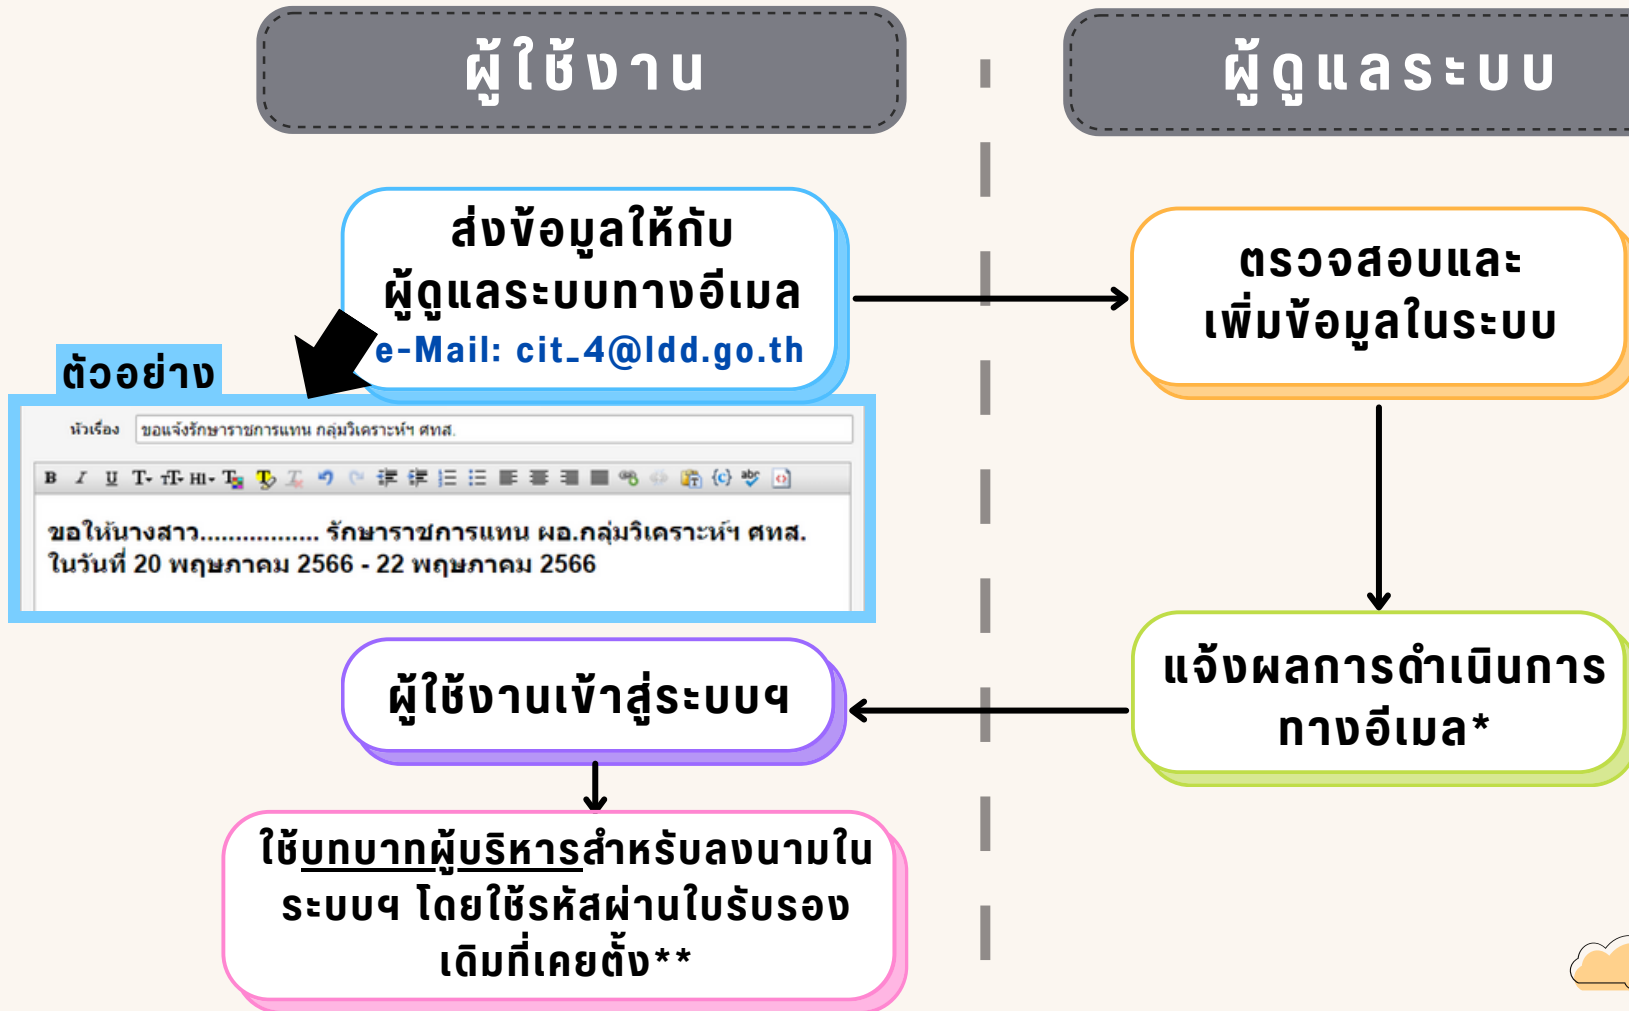 ผู้ใช้งาน
ผู้ดูแลระบบ
ส่งข้อมูลให้กับ
ผู้ดูแลระบบทางอีเมล
e-Mail: cit_4@ldd.go.th
ตรวจสอบและ
เพิ่มข้อมูลในระบบ
ตัวอย่าง
หัวเรื่อง ขอแจ้งรักษาราชการแทน กลุ่มวิเคราะห์ฯ ศทส.
ขอให้นางสาว................. รักษาราชการแทน ผอ.กลุ่มวิเคราะห์ฯ ศทส.
ในวันที่ 20 พฤษภาคม 2566 - 22 พฤษภาคม 2566
แจ้งผลการดำเนินการ
ทางอีเมล*
ผู้ใช้งานเข้าสู่ระบบฯ
ใช้บทบาทผู้บริหารสำหรับลงนามใน
ระบบฯ โดยใช้รหัสผ่านใบรับรอง
เดิมที่เคยตั้ง**